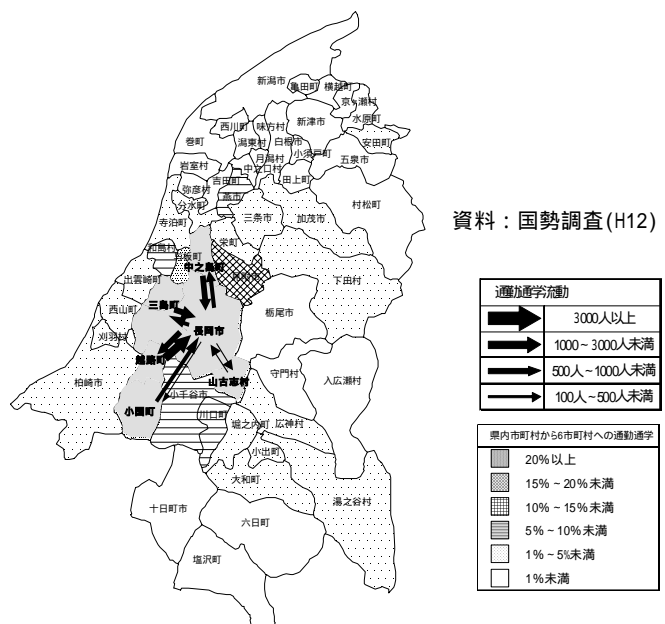 新潟市
亀田町
横越町
京ヶ瀬村
水原町
西川町
味方村
新津市
安田町
巻町
潟東村
白根市
小須戸町
五泉市
月潟村
岩室村
中之口村
田上町
吉田町
村松町
弥彦村
燕市
分水町
三条市
加茂市
寺泊町
栄町
和島村
中之島町
出雲崎町
下田村
三島町
栃尾市
西山町
長岡市
刈羽村
越路町
守門村
入広瀬村
山古志村
柏崎市
小千谷市
小国町
川口町
堀之内町
広神村
小出町
大和町
湯之谷村
十日町市
六日町
塩沢町
資料：国勢調査(H12)
通勤通学流動
3000人以上
1000～3000人未満
500人～1000人未満
100人～500人未満
県内市町村から6市町村への通勤通学
20%以上
15%～20%未満
10%～15%未満
5%～10%未満
1%～5%未満
1%未満